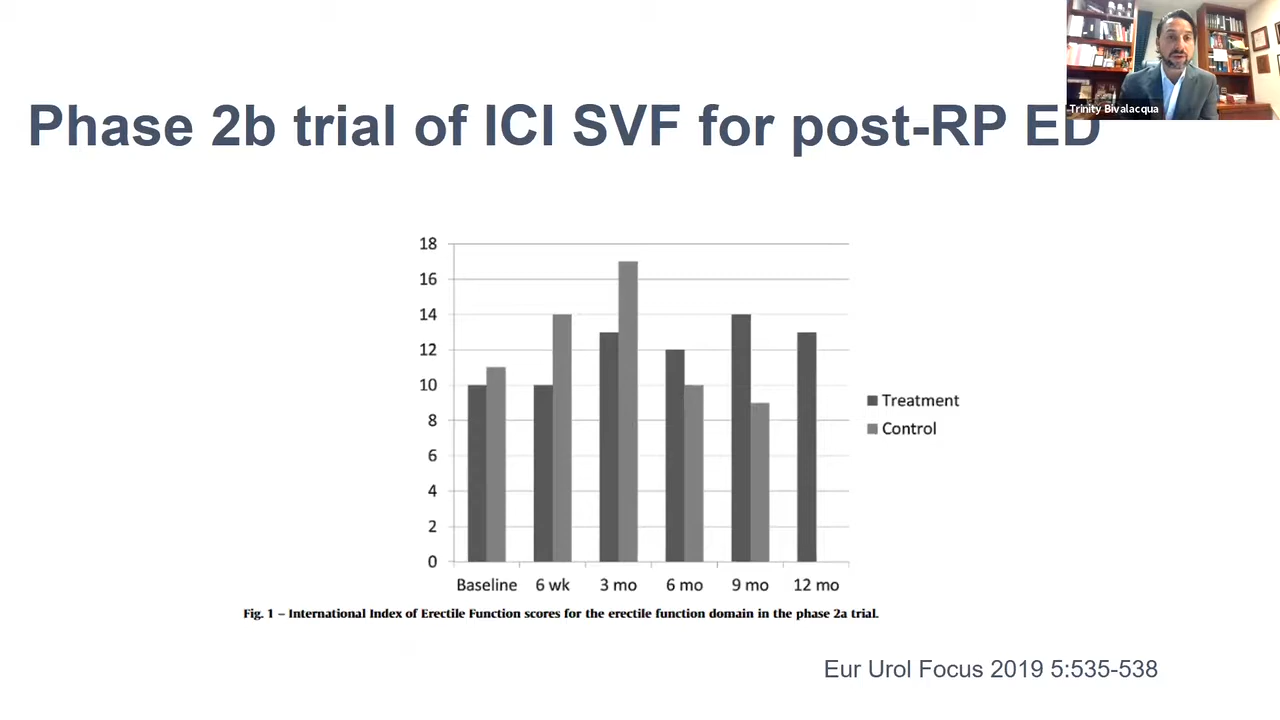 Trinity Bivalacqua
Phase 2b trial of ICI SVF for post-RP ED
18
16
14
12
10
8
6
4
2
0
Baseline 6 wk 3 mo 6 mo 9 mo 12 mo
Treatment
Control
Fig. 1 – International Index of Erectile Function scores for the erectile function domain in the phase 2a trial.
Eur Urol Focus 2019 5:535-538